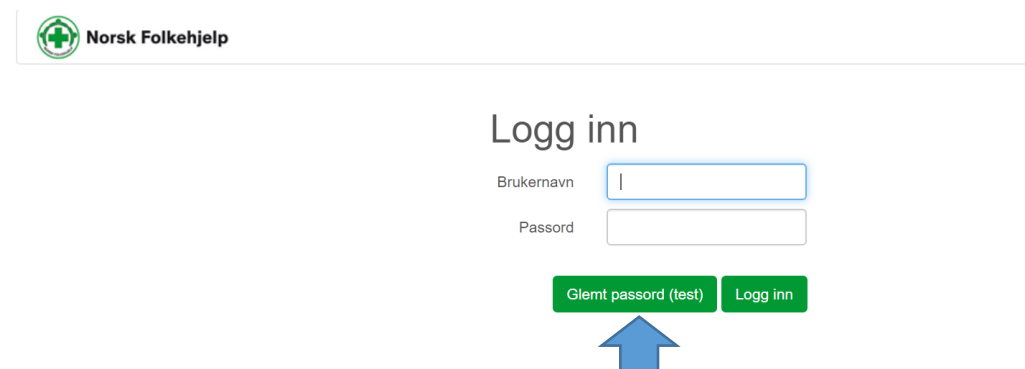 Norsk Folkehjelp
Logg inn
Brukernavn
Passord
Glemt passord (test) Logg inn